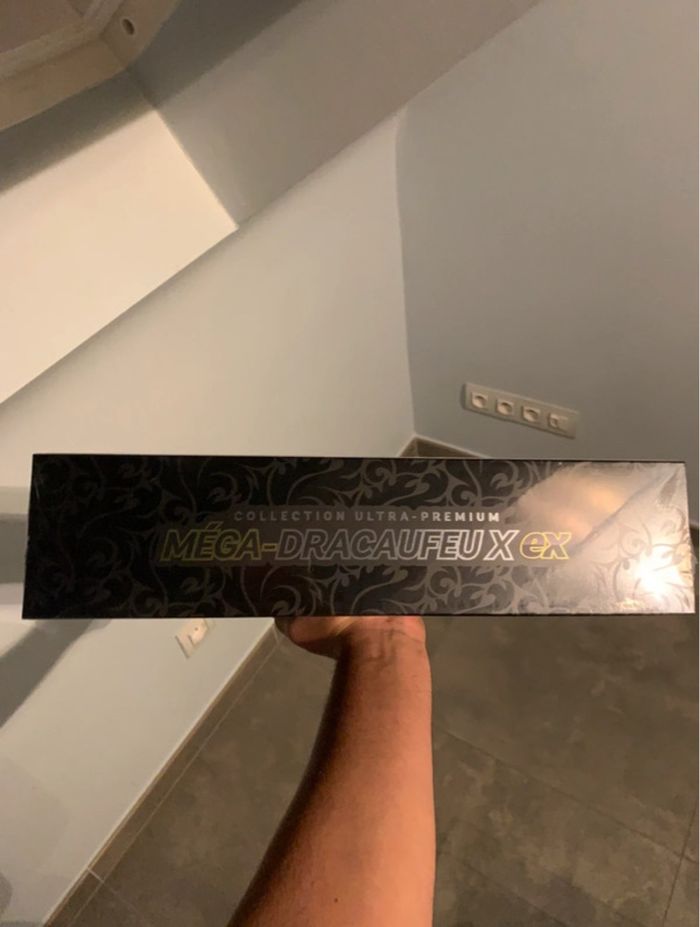 COLLECTION ULTRA-PREMIUM
MÉGA-DRACAUFEU X ex